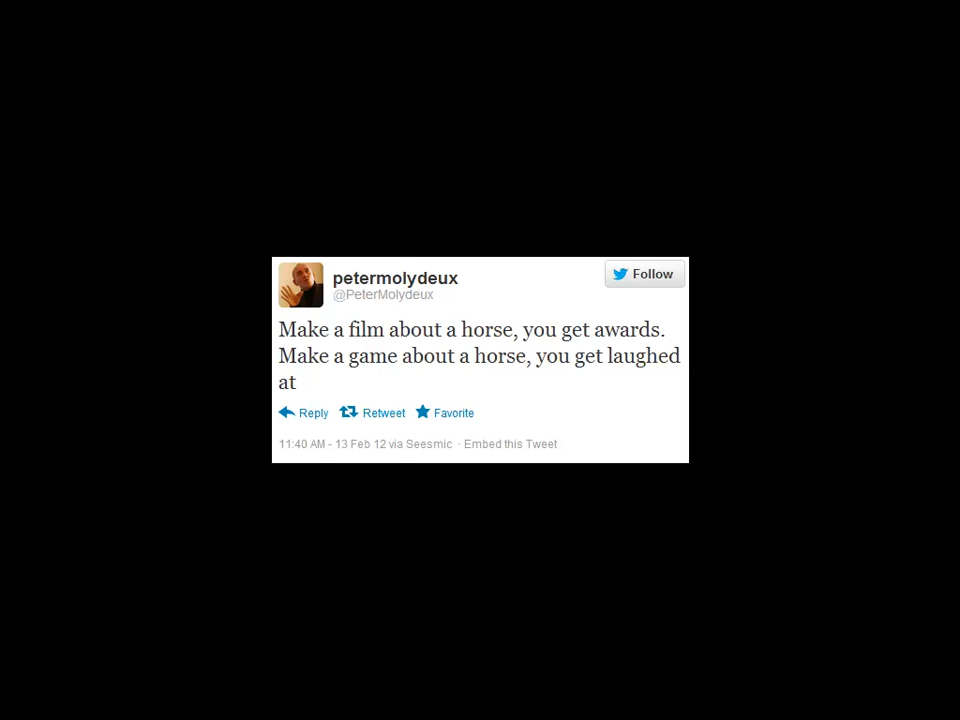 petermolydeux
Follow
@PeterMolydeux
Make a film about a horse, you get awards.
Make a game about a horse, you get laughed
at
Reply Retweet Favorite
11:40 AM - 13 Feb 12 via Seesmic · Embed this Tweet